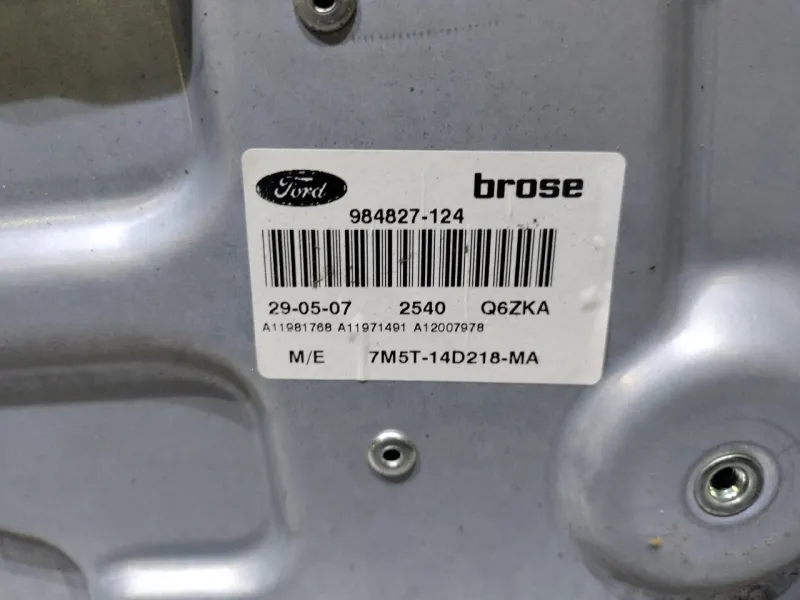 Ford brose
984827-124
29-05-07 2540 Q6ZKA
A11981768 A11971491 A12007978
M/E 7M5T-14D218-MA